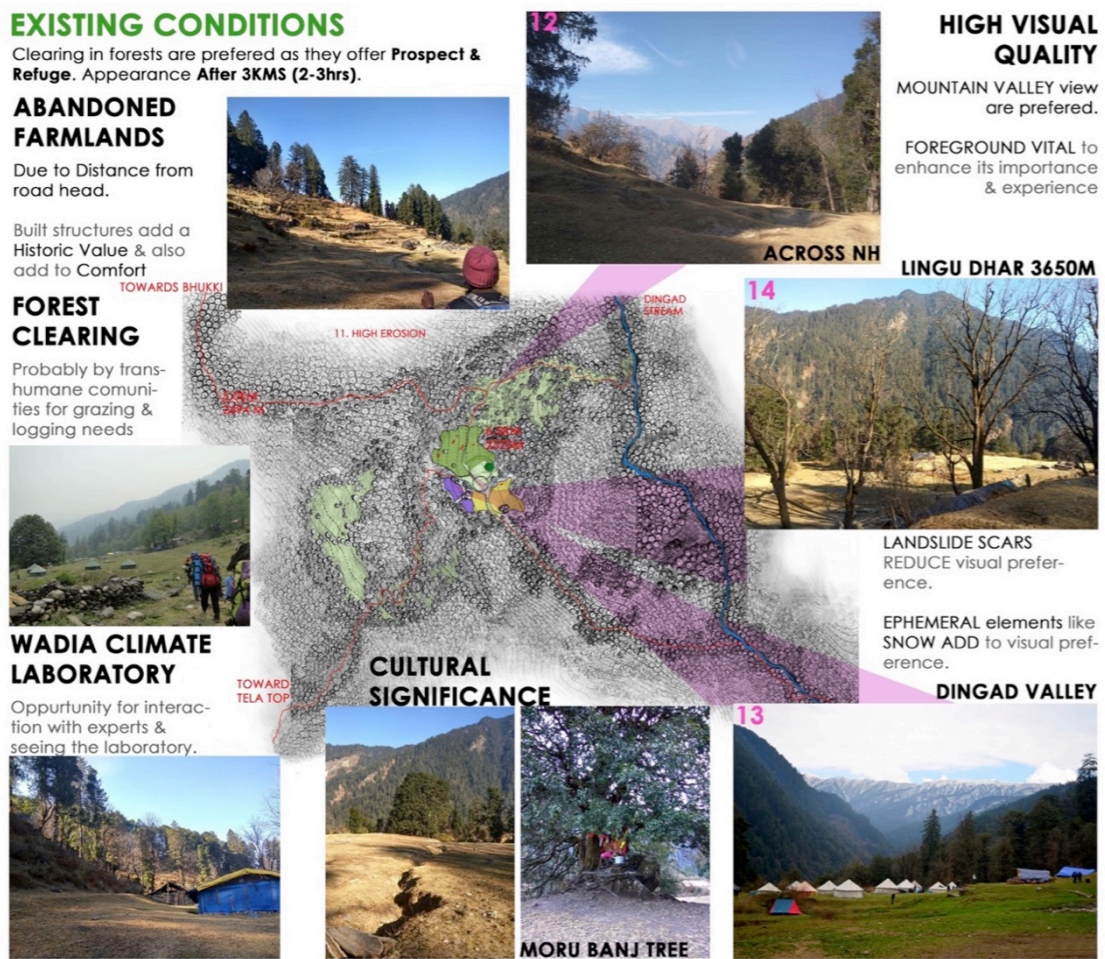 EXISTING CONDITIONS
Clearing in forests are prefered as they offer Prospect &
Refuge. Appearance After 3KMS (2-3hrs).
ABANDONED
FARMLANDS
Due to Distance from
road head.
Built structures add a
Historic Value & also
add to Comfort
TOWARDS BHUKKI
FOREST
CLEARING
Probably by trans-
humane comuni-
ties for grazing &
logging needs
WADIA CLIMATE
LABORATORY
Oppurtunity for interac-
tion with experts &
seeing the laboratory.
12
ACROSS NH
HIGH VISUAL
QUALITY
MOUNTAIN VALLEY view
are prefered.
FOREGROUND VITAL to
enhance its importance
& experience
LINGU DHAR 3650M
14
DINGAD
STREAM
11. HIGH EROSION
LANDSLIDE SCARS
REDUCE visual prefer-
ence.
EPHEMERAL elements like
SNOW ADD to visual pref-
erence.
DINGAD VALLEY
13
TOWARD
TELA TOP
CULTURAL
SIGNIFICANCE
MORU BANJ TREE